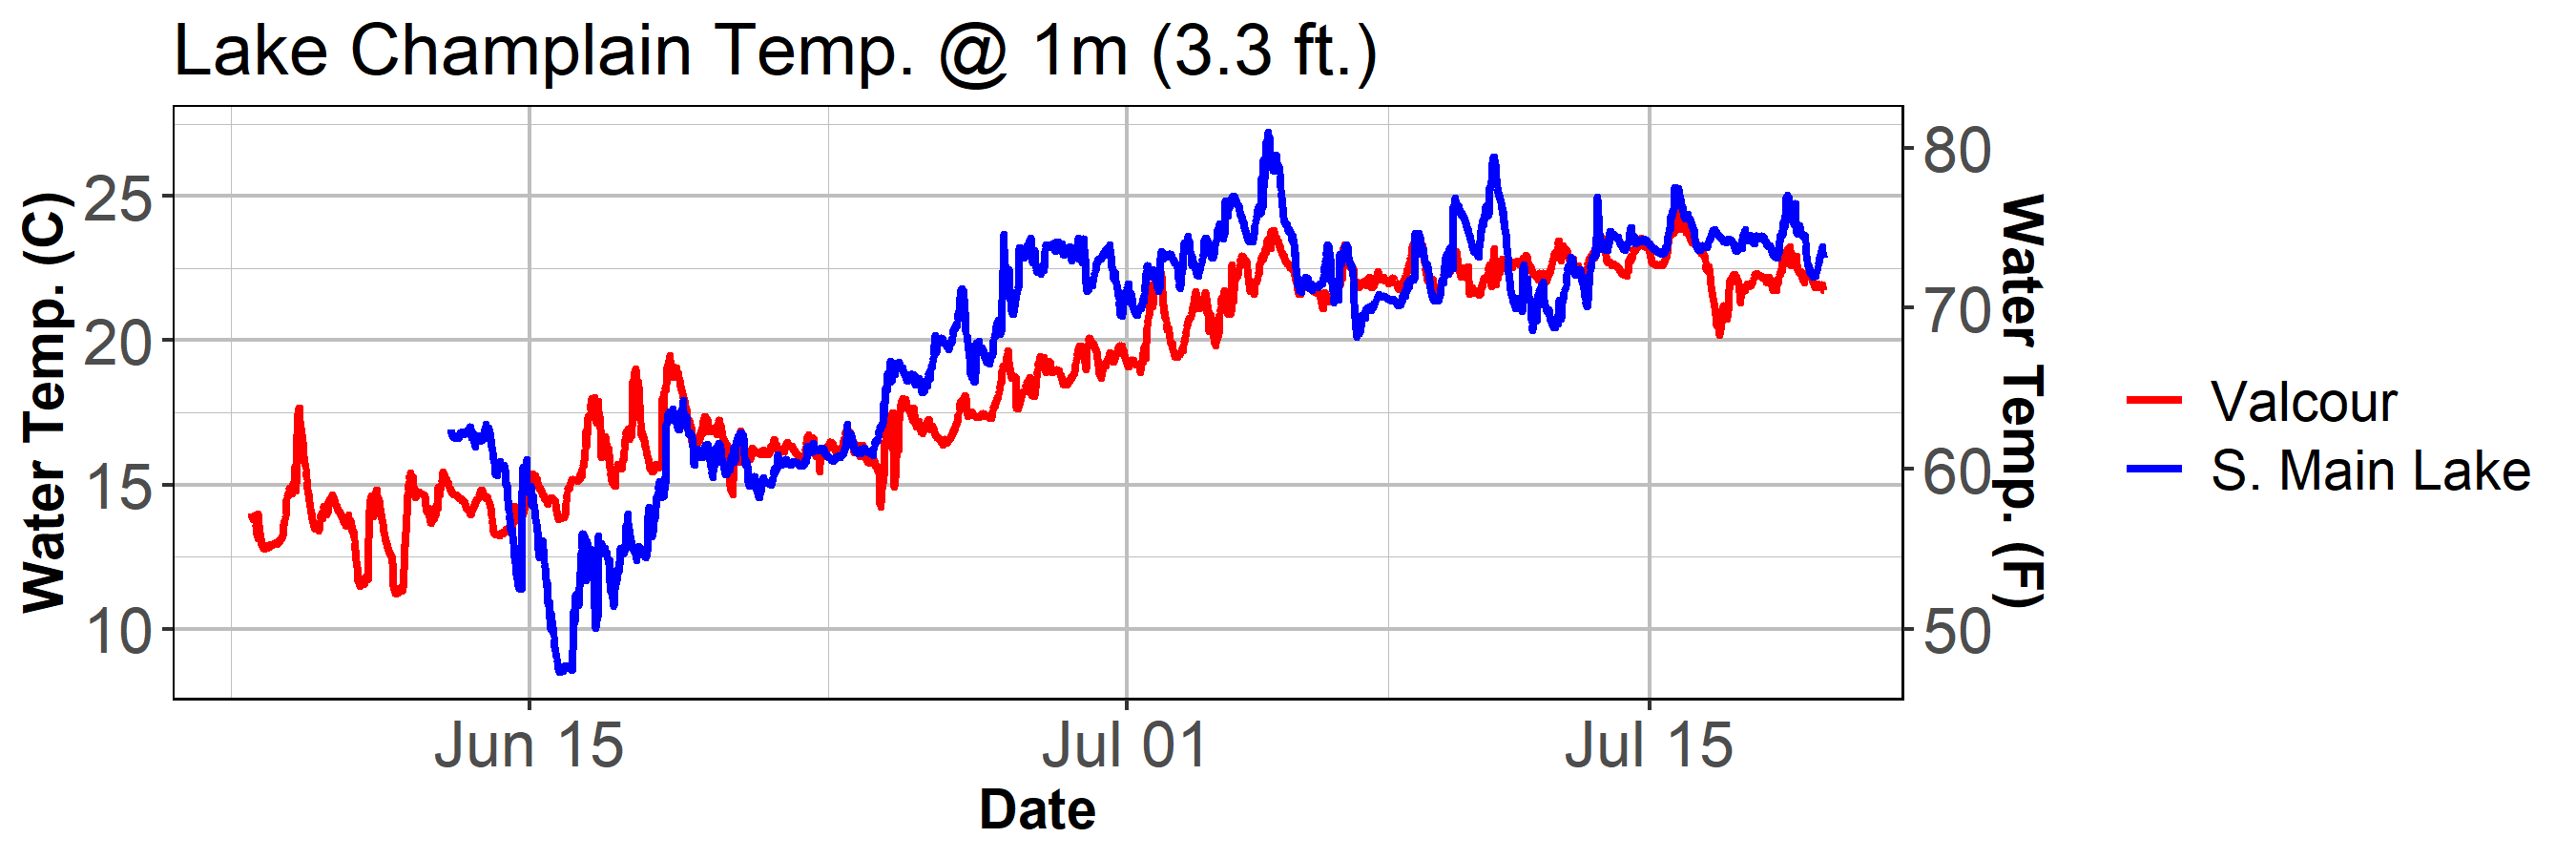 Lake Champlain Temp. @ 1m (3.3 ft.)
Water Temp. (C)
25
20
15
10
80
70
60
50
Water Temp. (F)
Jun 15
Jul 01
Jul 15
Date
Valcour
S. Main Lake